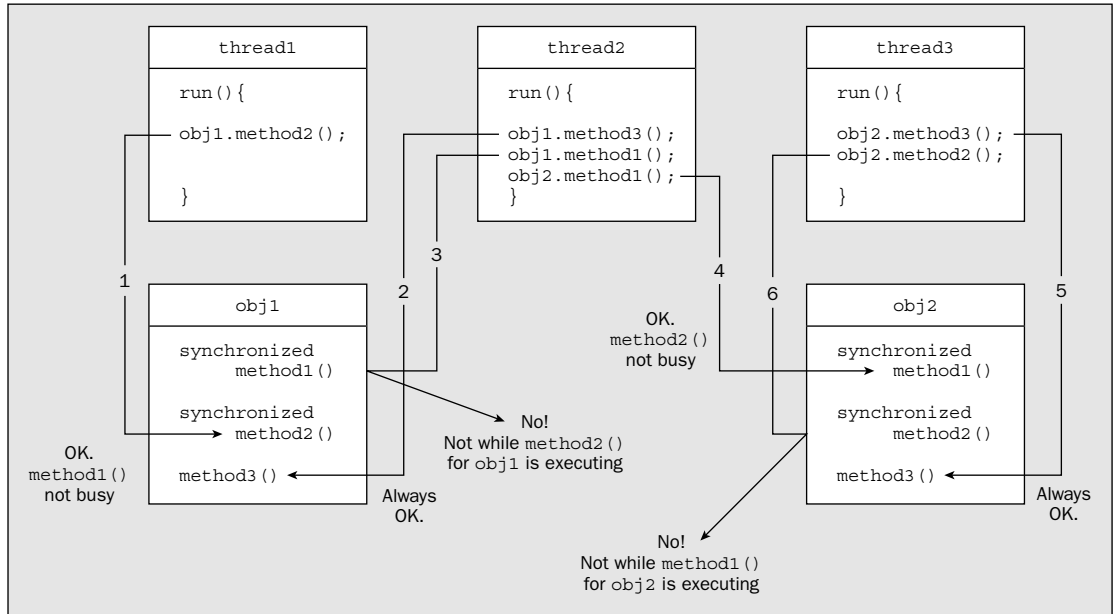 thread1
run(){
obj1.method2();
}
thread2
run(){
obj1.method3();
obj1.method1();
obj2.method1();
}
thread3
run(){
obj2.method3();
obj2.method2();
}
1
2
3
4
6
5
obj1
synchronized
method1()
synchronized
method2()
method3()
OK.
method1()
not busy
Always
OK.
No!
Not while method2()
for obj1 is executing
OK.
method2()
not busy
obj2
synchronized
method1()
synchronized
method2()
method3()
Always
OK.
No!
Not while method1()
for obj2 is executing